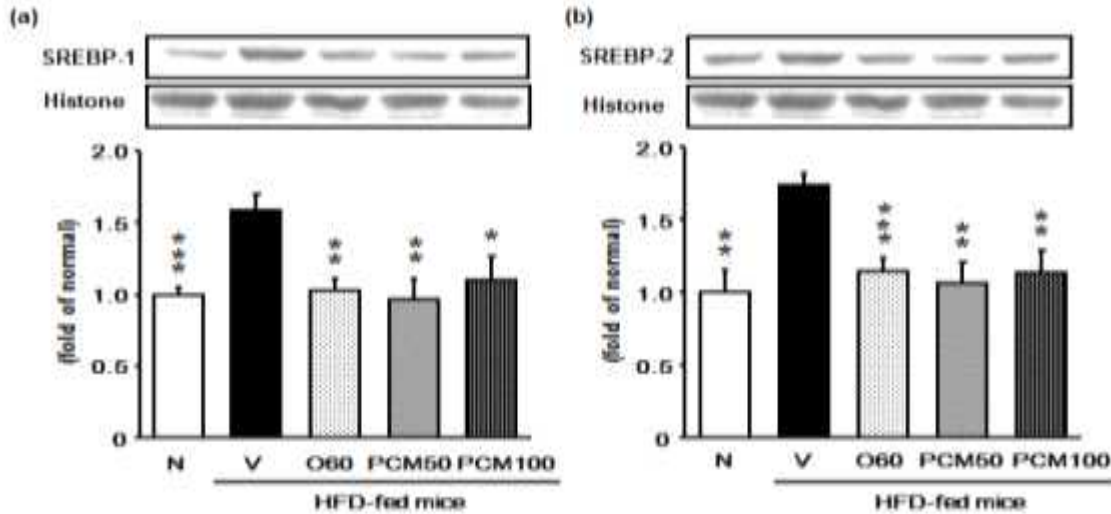 (a)
SREBP-1
Histone
2.0
1.5
1.0
0.5
0
(fold of normal)
***
**
**
*
N V O60 PCM50 PCM100
HFD-fed mice
(b)
SREBP-2
Histone
2.0
1.5
1.0
0.5
0
(fold of normal)
**
***
**
**
N V O60 PCM50 PCM100
HFD-fed mice